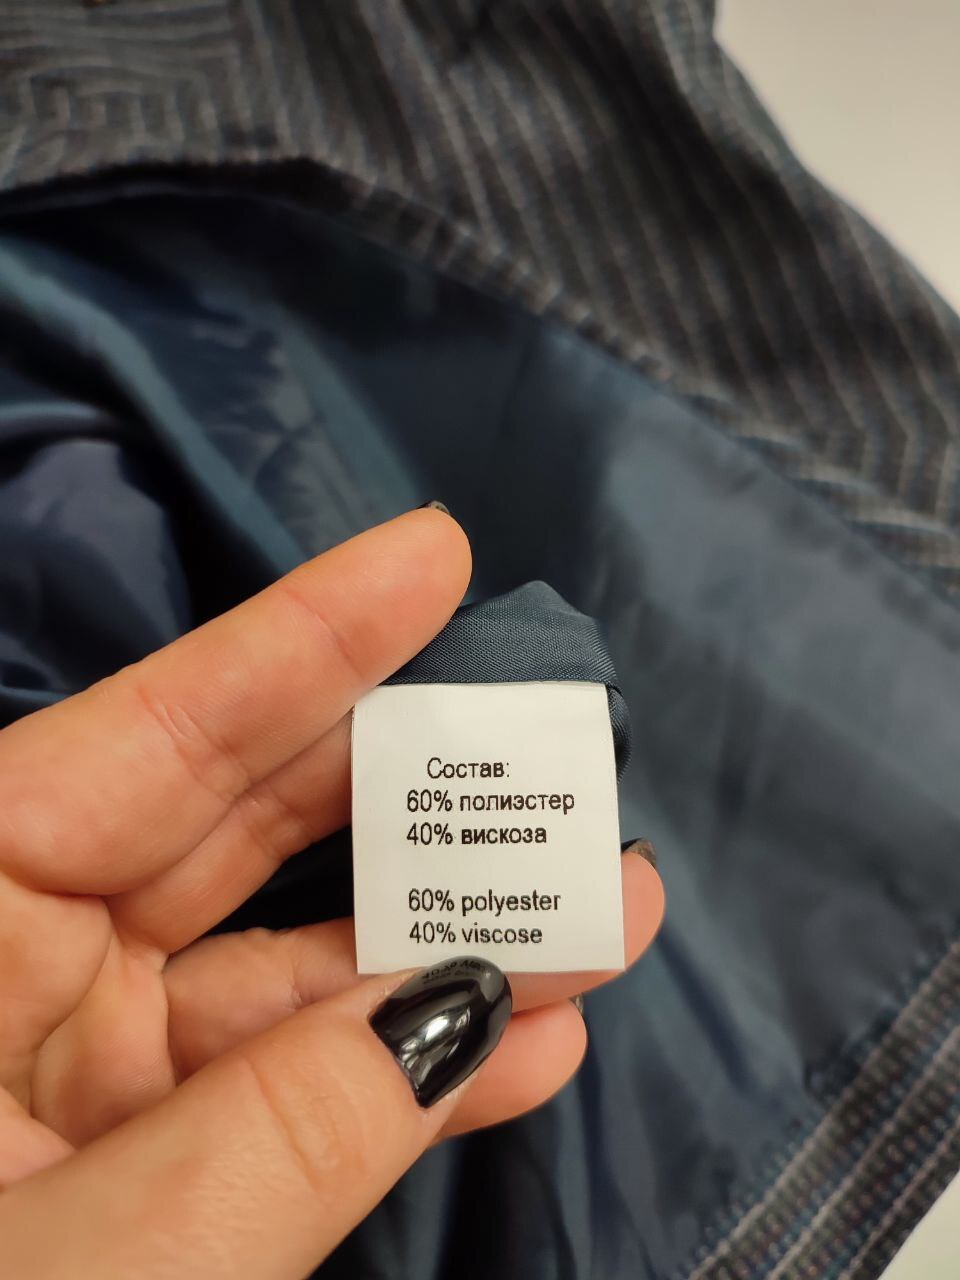 Состав:
60% полиэстер
40% вискоза
60% polyester
40% viscose